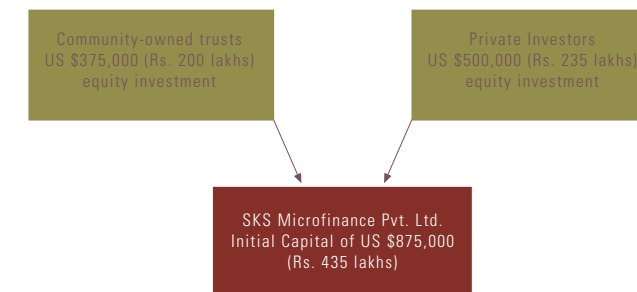 Community-owned trusts
US $375,000 (Rs. 200 lakhs)
equity investment
Private Investors
US $500,000 (Rs. 235 lakhs)
equity investment
SKS Microfinance Pvt. Ltd.
Initial Capital of US $875,000
(Rs. 435 lakhs)